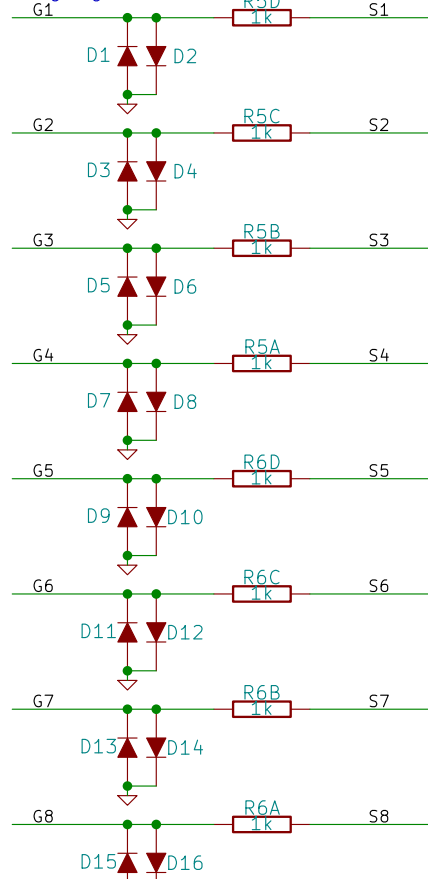 G1 R5D S1
1k
D1 D2
G2 R5C S2
1k
D3 D4
G3 R5B S3
1k
D5 D6
G4 R5A S4
1k
D7 D8
G5 R6D S5
1k
D9 D10
G6 R6C S6
1k
D11 D12
G7 R6B S7
1k
D13 D14
G8 R6A S8
1k
D15 D16